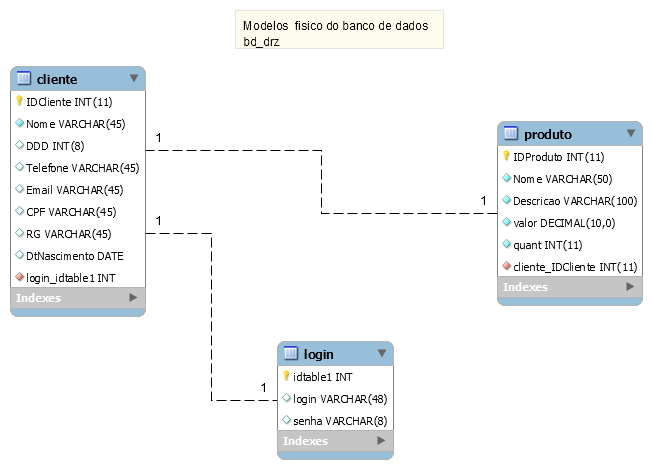 Modelos físico do banco de dados
bd_drz
cliente
IDCliente INT(11)
Nome VARCHAR(45)
DDD INT(8)
Telefone VARCHAR(45)
Email VARCHAR(45)
CPF VARCHAR(45)
RG VARCHAR(45)
DtNascimento DATE
login_idtable1 INT
Indexes
1
1
1
1
produto
IDProduto INT(11)
Nome VARCHAR(50)
Descricao VARCHAR(100)
valor DECIMAL(10,0)
quant INT(11)
cliente_IDCliente INT(11)
Indexes
login
idtable1 INT
login VARCHAR(48)
senha VARCHAR(8)
Indexes